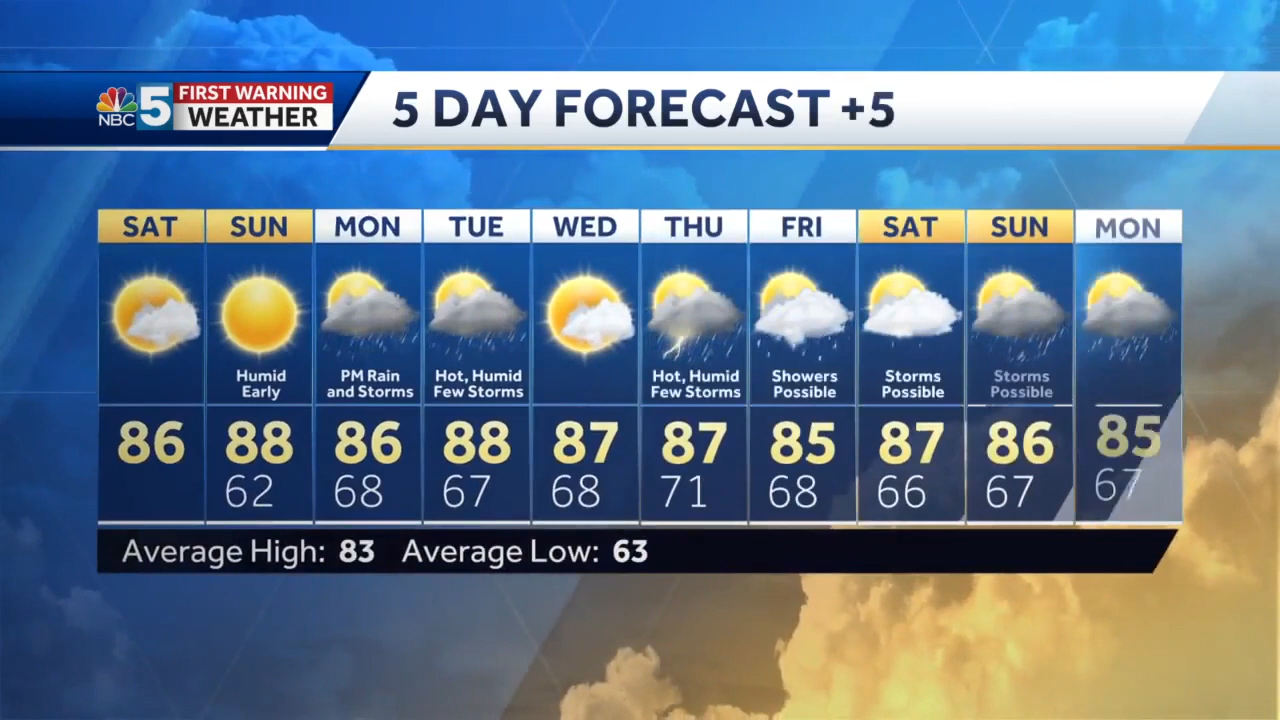 NBC 5 FIRST WARNING WEATHER
5 DAY FORECAST +5
SAT SUN MON TUE WED THU FRI SAT SUN MON
Humid PM Rain Hot, Humid Hot, Humid Showers Storms Storms
Early and Storms Few Storms Few Storms Possible Possible Possible
86 88 86 88 87 87 85 87 86 85
62 68 67 68 71 68 66 67 67
Average High: 83 Average Low: 63